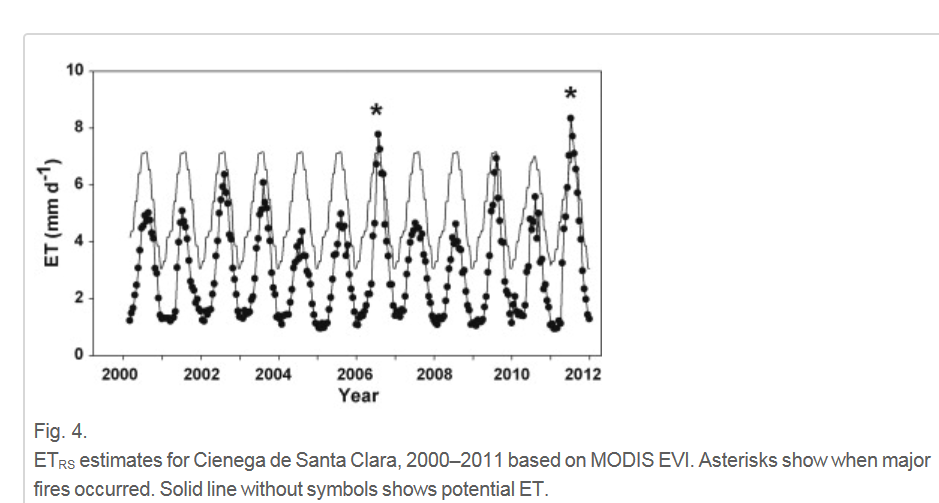 10
8
6
4
2
0
ET (mm d-1)
*
*
2000 2002 2004 2006 2008 2010 2012
Year
Fig. 4.
ETRS estimates for Cienega de Santa Clara, 2000–2011 based on MODIS EVI. Asterisks show when major
fires occurred. Solid line without symbols shows potential ET.